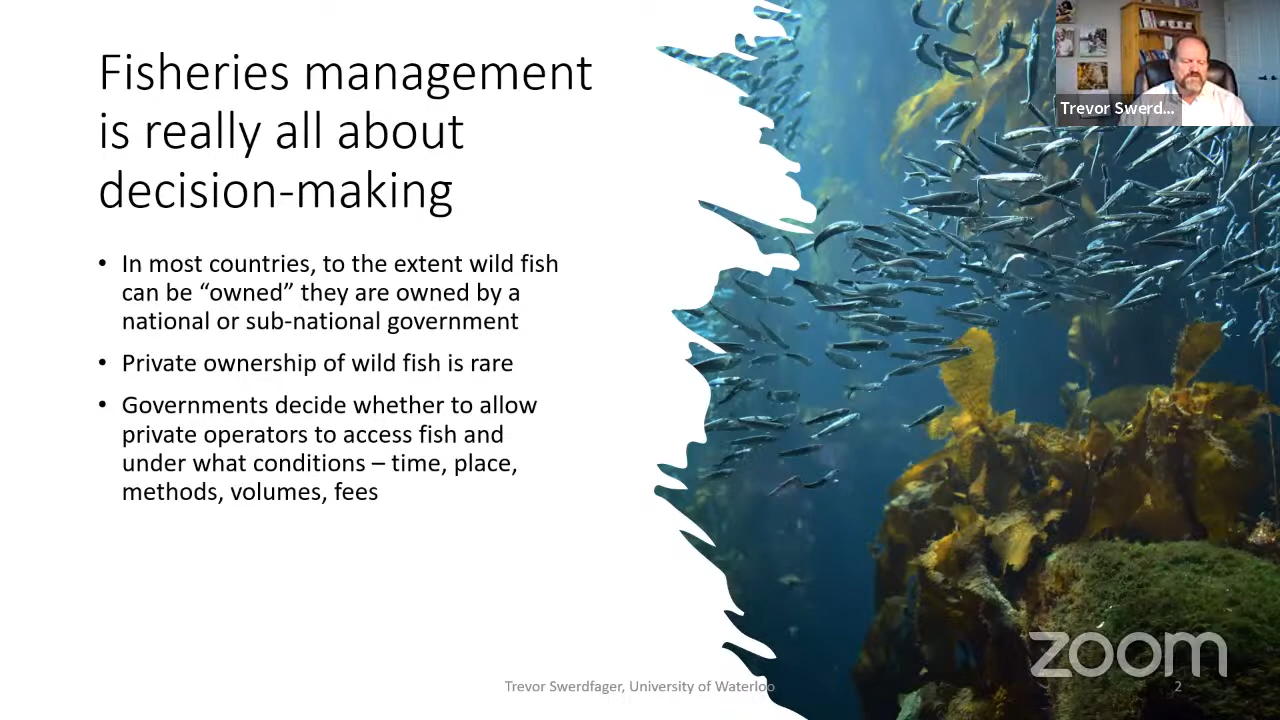 Fisheries management
is really all about
decision-making
• In most countries, to the extent wild fish
can be “owned” they are owned by a
national or sub-national government
• Private ownership of wild fish is rare
• Governments decide whether to allow
private operators to access fish and
under what conditions – time, place,
methods, volumes, fees
Trevor Swerd...
zoom
Trevor Swerdfager, University of Waterloo
2